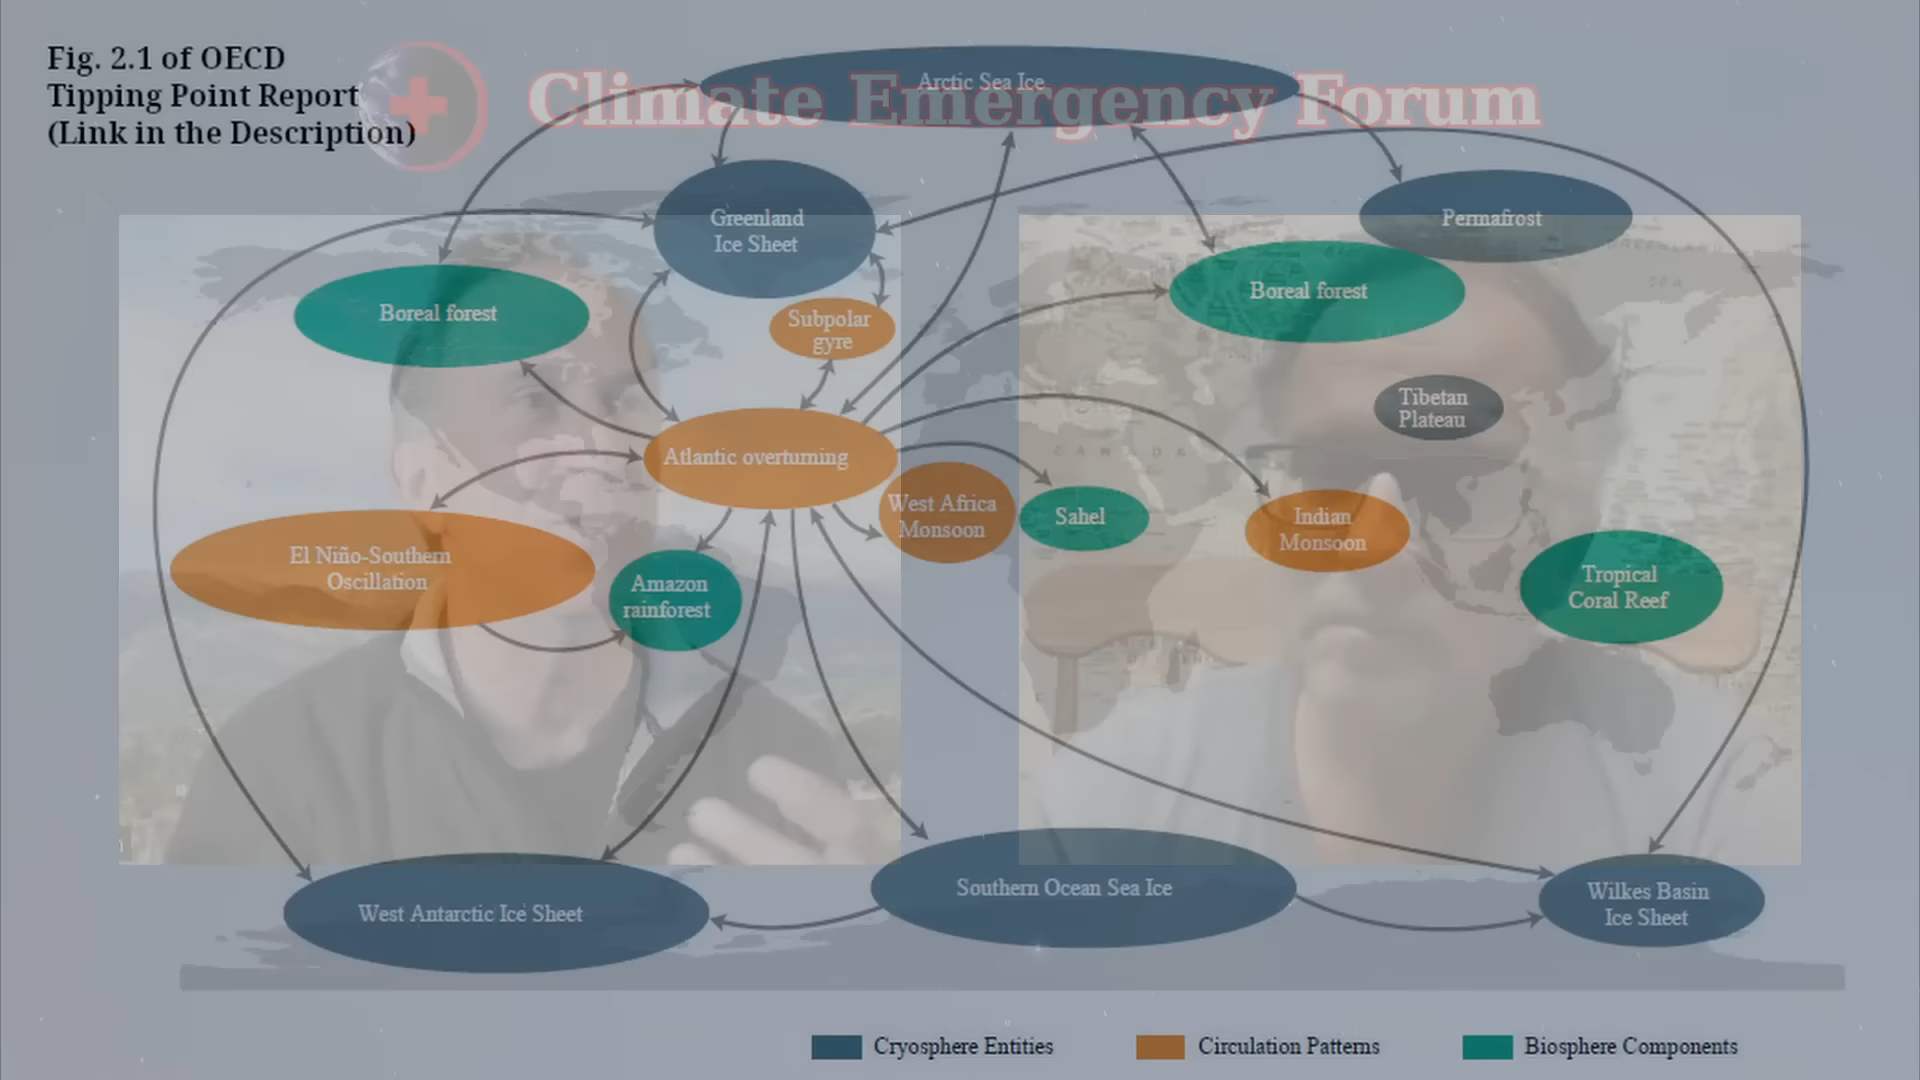 Fig. 2.1 of OECD
Tipping Point Report
(Link in the Description)
Climate Emergency Forum
Arctic Sea Ice
Greenland
Ice Sheet
Permafrost
Boreal forest
Subpolar
gyre
Boreal forest
Tibetan
Plateau
Atlantic overturning
West Africa
Monsoon
Sahel
Indian
Monsoon
El Niño-Southern
Oscillation
Amazon
rainforest
Tropical
Coral Reef
CANADA
West Antarctic Ice Sheet
Southern Ocean Sea Ice
Wilkes Basin
Ice Sheet
Cryosphere Entities
Circulation Patterns
Biosphere Components